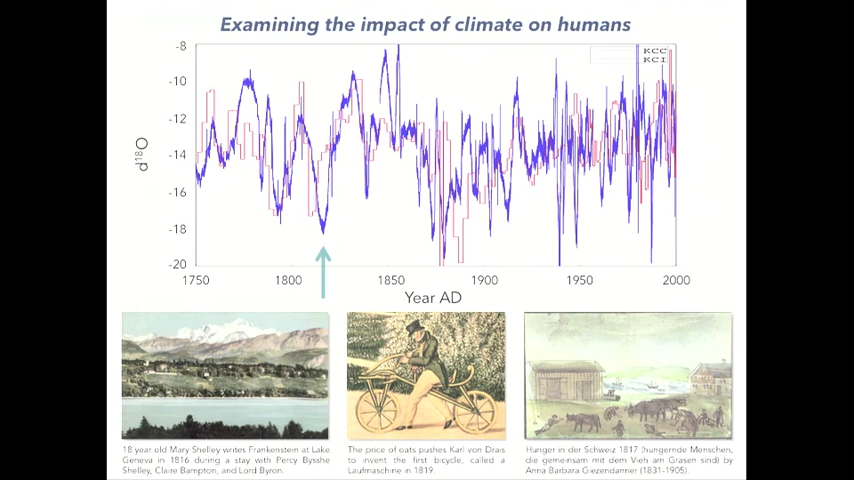 Examining the impact of climate on humans
-8
-10
-12
-14
-16
-18
-20
d18O
KCC
KCI
1750
1800
1850
1900
1950
2000
Year AD
18 year old Mary Shelley writes Frankenstein at Lake
Geneva in 1816 during a stay with Percy Bysshe
Shelley, Claire Bampton, and Lord Byron.
The price of oats pushes Karl von Drais
to invent the first bicycle, called a
Laufmaschine in 1819.
Hunger in der Schweiz 1817 (hungernde Menschen,
die gemeinsam mit dem Vieh am Grasen sind) by
Anna Barbara Giezendanner (1831-1905).